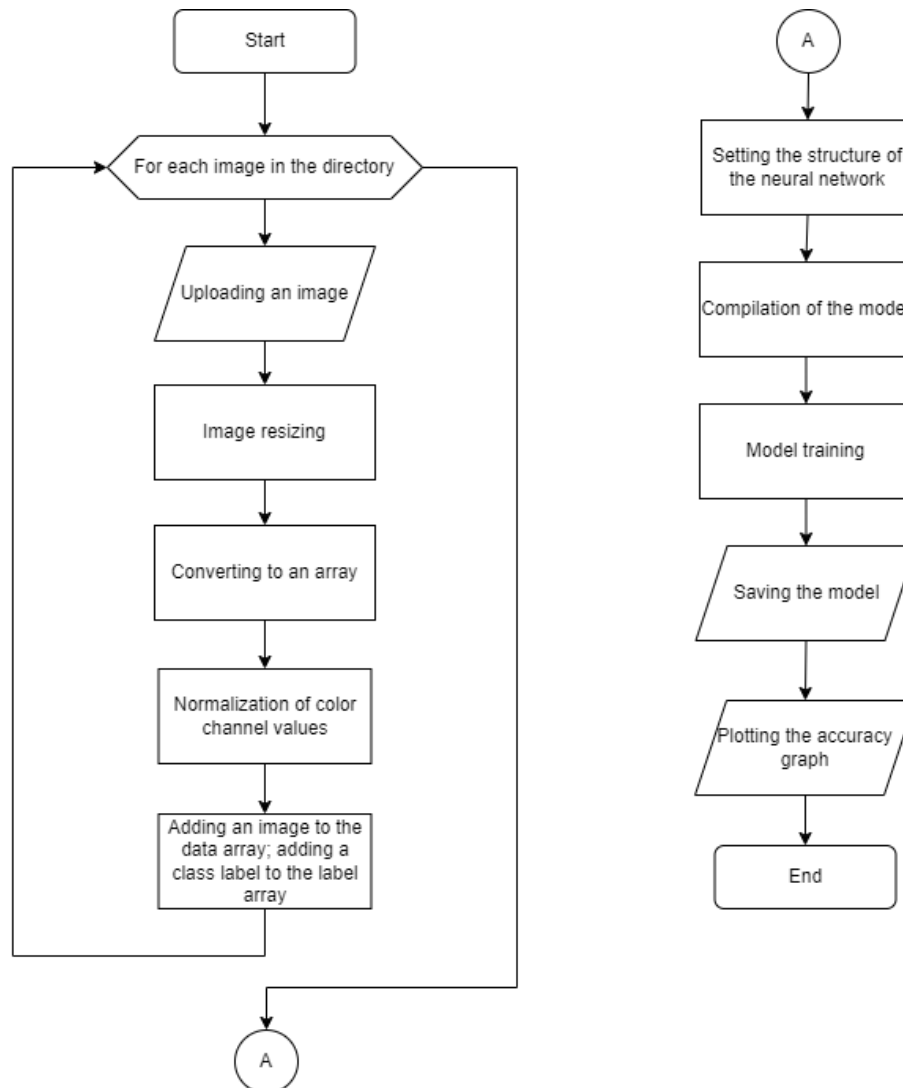 Start
For each image in the directory
Uploading an image
Image resizing
Converting to an array
Normalization of color
channel values
Adding an image to the
data array; adding a
class label to the label
array
A
A
Setting the structure of
the neural network
Compilation of the mode
Model training
Saving the model
Plotting the accuracy
graph
End